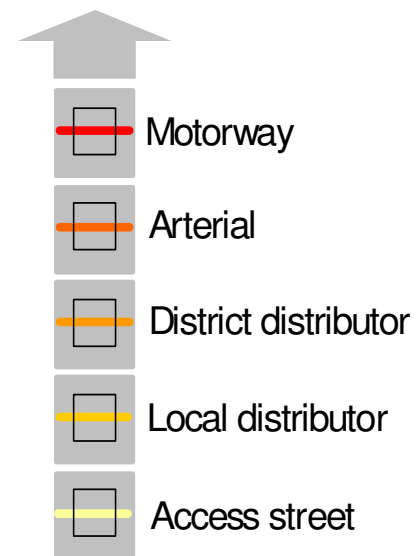 Motorway
Arterial
District distributor
Local distributor
Access street